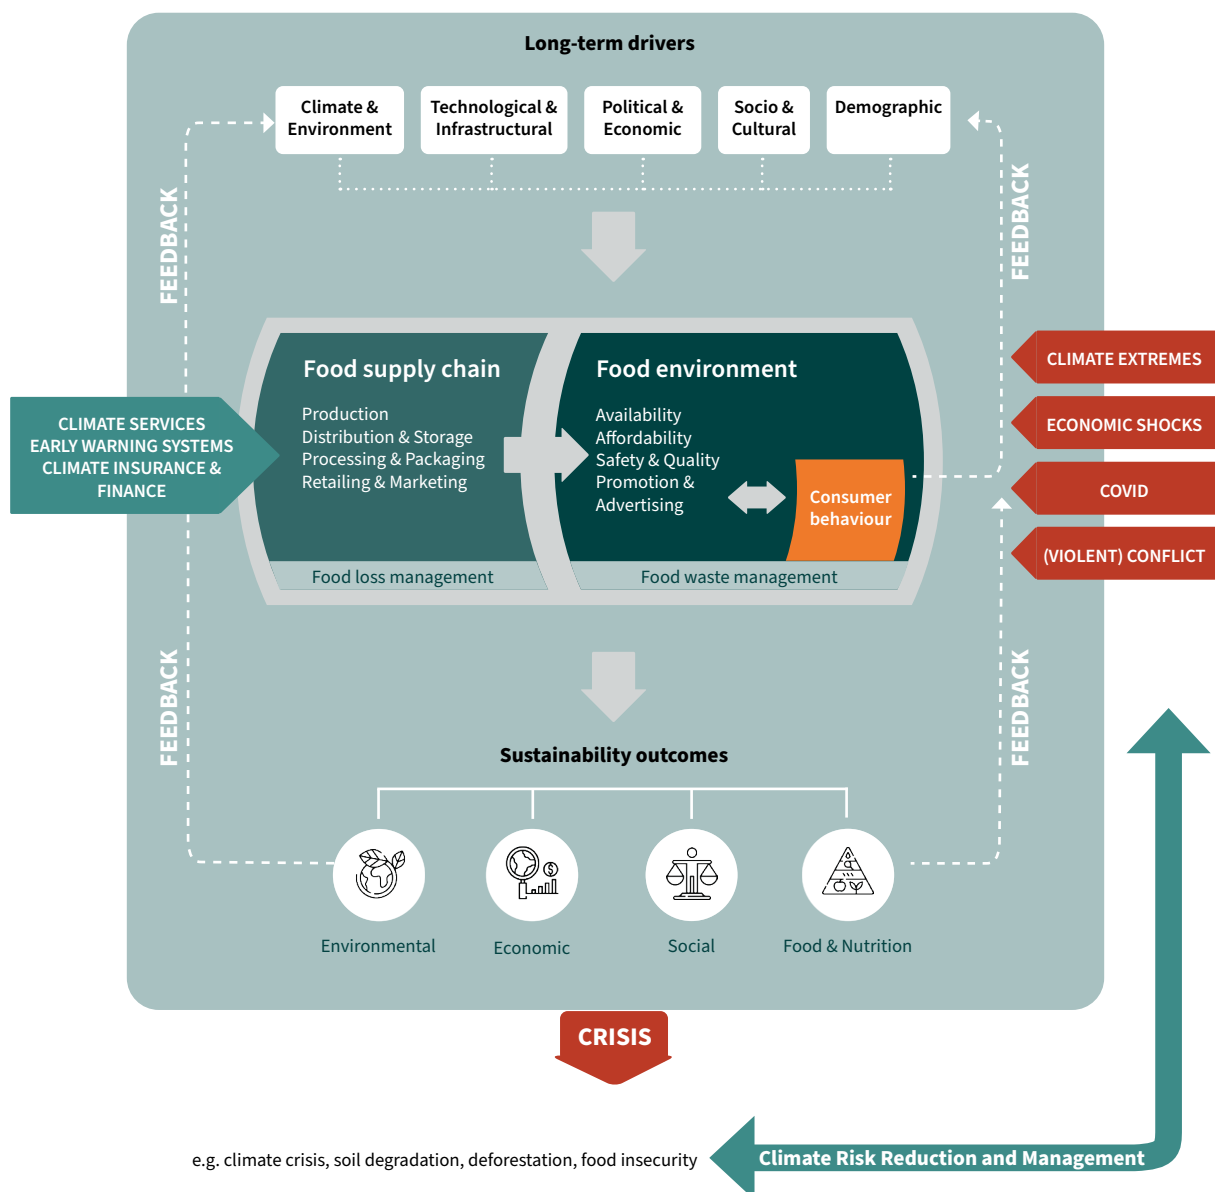 Long-term drivers
Climate &
Environment
Technological &
Infrastructural
Political &
Economic
Socio &
Cultural
Demographic
FEEDBACK
FEEDBACK
Food supply chain
Production
Distribution & Storage
Processing & Packaging
Retailing & Marketing
Food loss management
Food environment
Availability
Affordability
Safety & Quality
Promotion &
Advertising
Consumer
behaviour
Food waste management
CLIMATE SERVICES
EARLY WARNING SYSTEMS
CLIMATE INSURANCE &
FINANCE
CLIMATE EXTREMES
ECONOMIC SHOCKS
COVID
(VIOLENT) CONFLICT
FEEDBACK
FEEDBACK
Sustainability outcomes
$
Environmental
Economic
Social
Food & Nutrition
CRISIS
e.g. climate crisis, soil degradation, deforestation, food insecurity
Climate Risk Reduction and Management